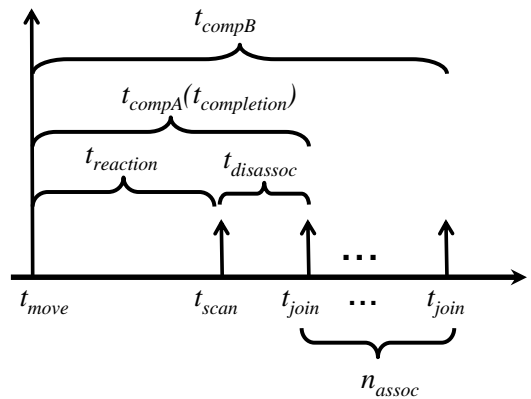 t_compB
t_compA(t_completion)
t_reaction
t_disassoc
...
t_move t_scan t_join ... t_join
n_assoc